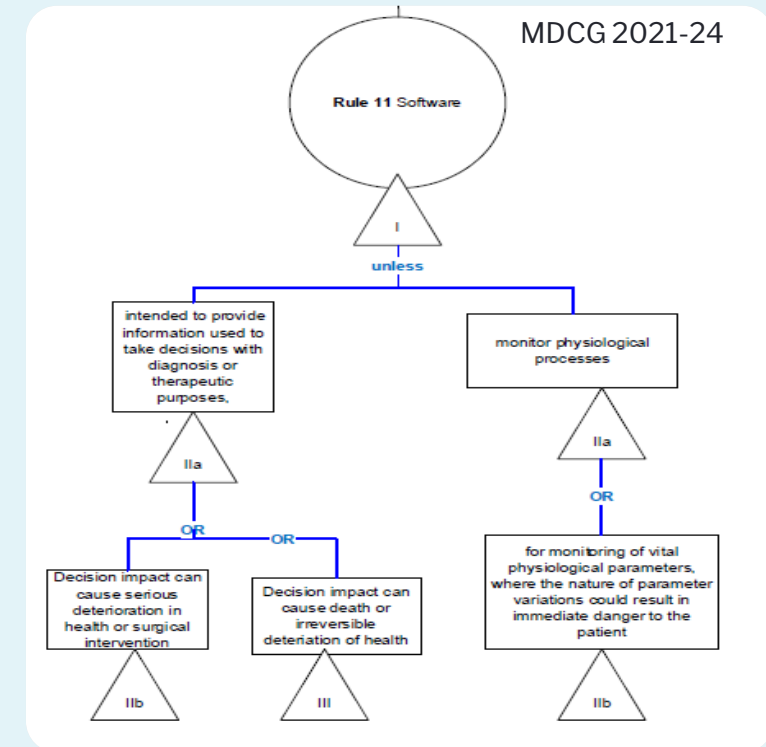 MDCG 2021-24
Rule 11 Software
I
unless
intended to provide
information used to
take decisions with
diagnosis or
therapeutic
purposes,
monitor physiological
processes
IIa
IIa
OR
OR
OR
Decision impact can
cause serious
deterioration in
health or surgical
intervention
Decision impact can
cause death or
irreversible
deteriation of health
for monitoring of vital
physiological parameters,
where the nature of parameter
variations could result in
immediate danger to the
patient
IIb
III
IIb